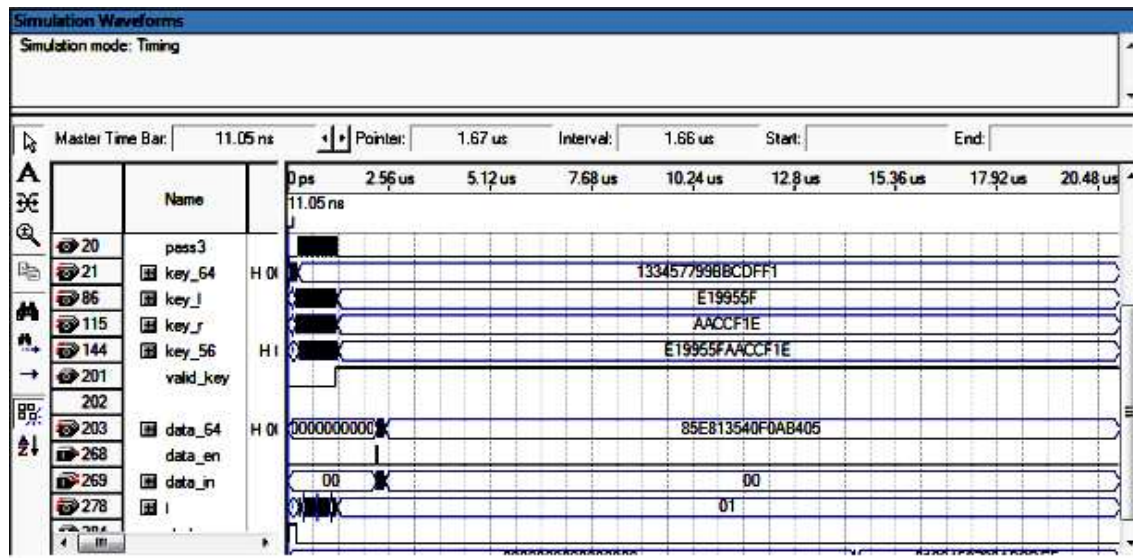 Simulation Waveforms
Simulation mode: Timing
Master Time Bar: 11.05 ns Pointer: 1.67 us Interval: 1.66 us Start: End:
Name
0 ps 2.56 us 5.12 us 7.68 us 10.24 us 12.8 us 15.36 us 17.92 us 20.48 us
11.05 ns
20 pass3
21 key_64 H 0 133457799BBCDFF1
86 key_l E19955F
115 key_r AACCF1E
144 key_56 H E19955FAACCF1E
201 valid_key
202
203 data_64 H 0 0000000000 85E813540F0AB405
268 data_en
269 data_in 00 00
278 01